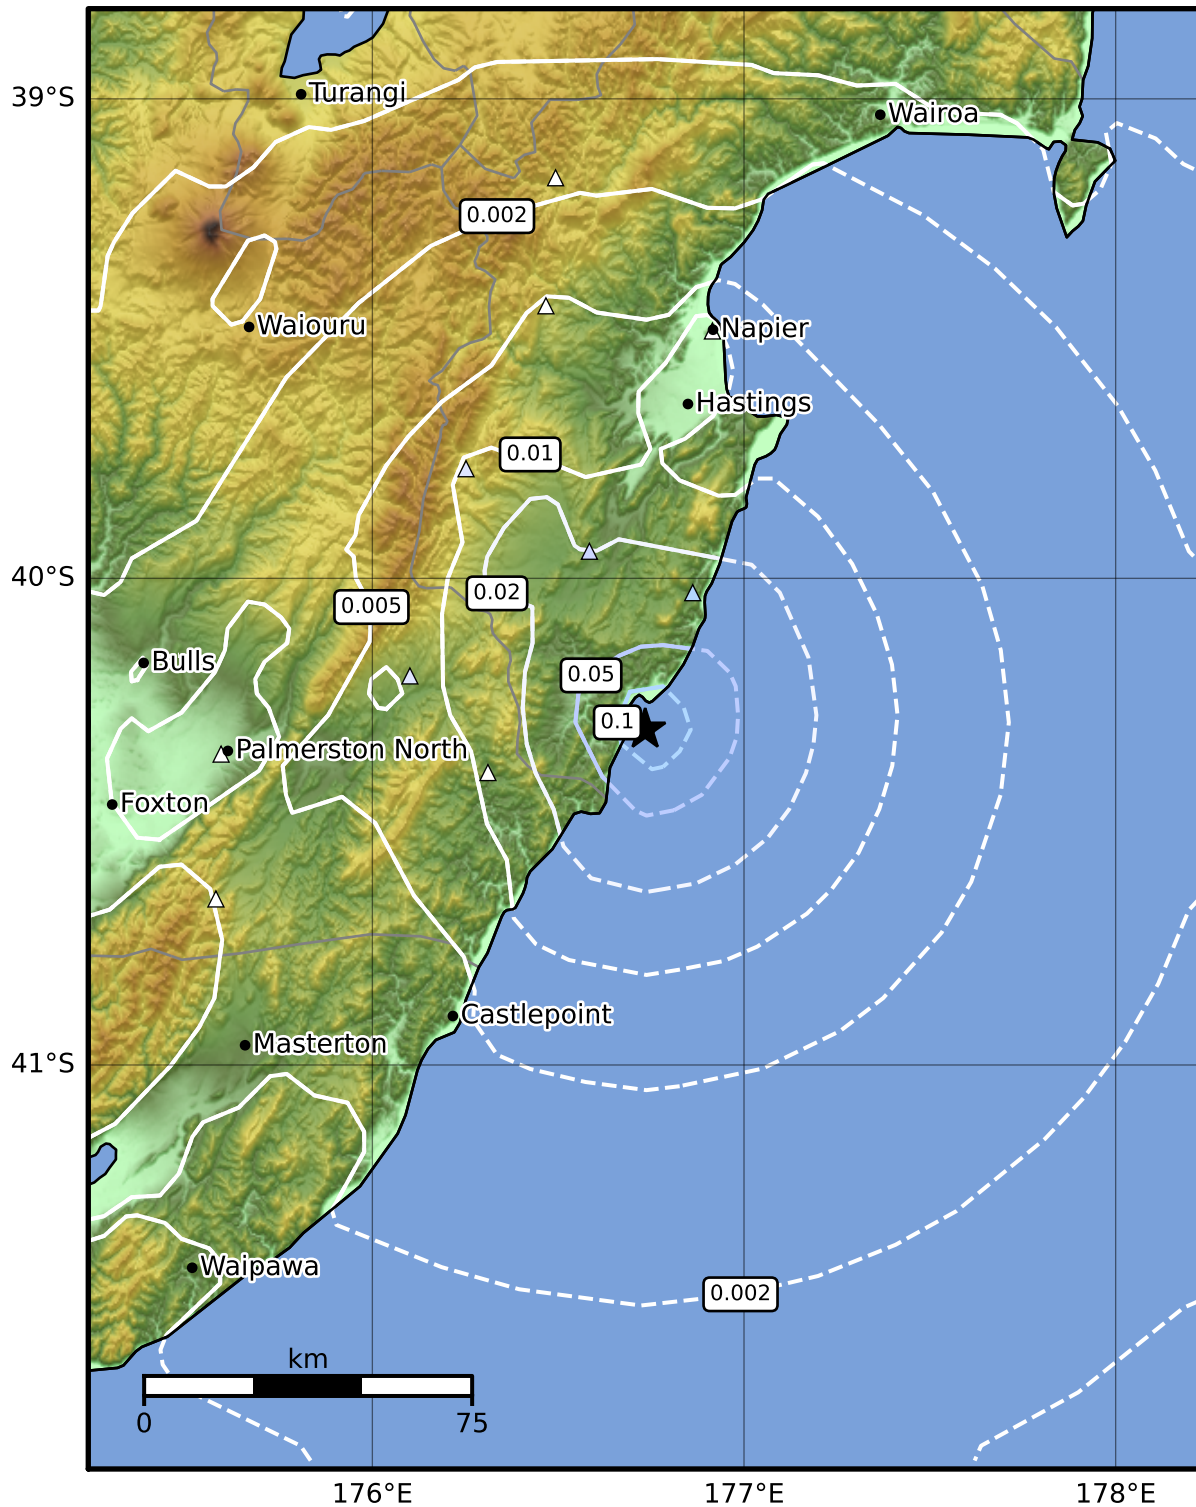 Turangi
39°S
Wairoa
0.002
Waiouru
Napier
Hastings
0.01
40°S
0.02
0.005
Bulls
0.05
0.1
Palmerston North
Foxton
Castlepoint
Masterton
41°S
Waipawa
0.002
km
0 75
176°E 177°E 178°E